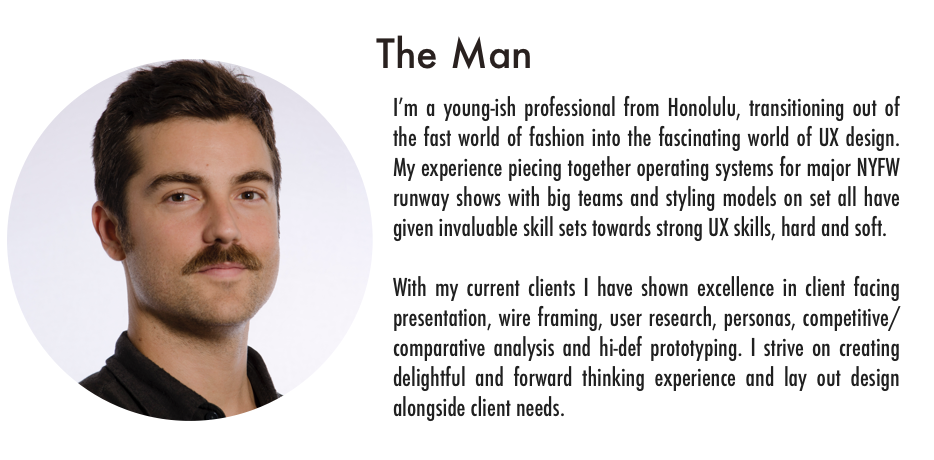 The Man
I'm a young-ish professional from Honolulu, transitioning out of
the fast world of fashion into the fascinating world of UX design.
My experience piecing together operating systems for major NYFW
runway shows with big teams and styling models on set all have
given invaluable skill sets towards strong UX skills, hard and soft.
With my current clients I have shown excellence in client facing
presentation, wire framing, user research, personas, competitive/
comparative analysis and hi-def prototyping. I strive on creating
delightful and forward thinking experience and lay out design
alongside client needs.